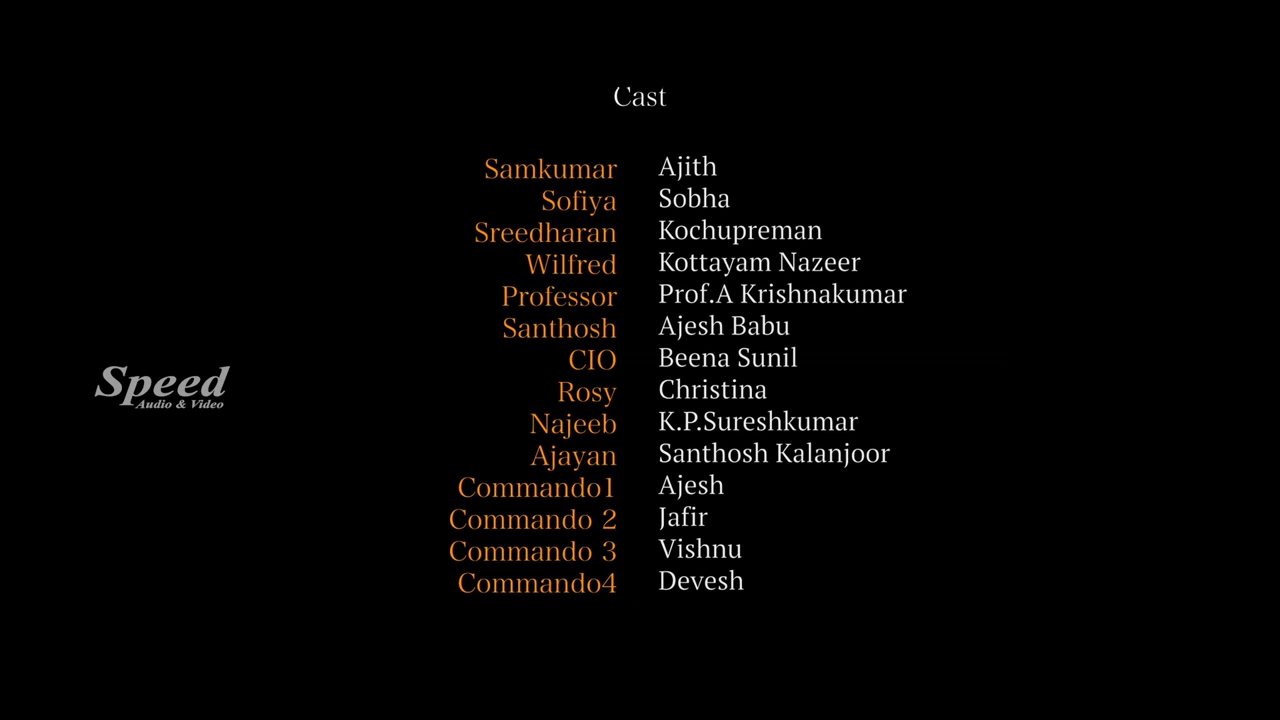 Cast
Samkumar Ajith
Sofiya Sobha
Sreedharan Kochupreman
Wilfred Kottayam Nazeer
Professor Prof.A Krishnakumar
Santhosh Ajesh Babu
CIO Beena Sunil
Rosy Christina
Najeeb K.P.Sureshkumar
Ajayan Santhosh Kalanjoor
Commando1 Ajesh
Commando 2 Jafir
Commando 3 Vishnu
Commando4 Devesh
Speed
Audio & Video